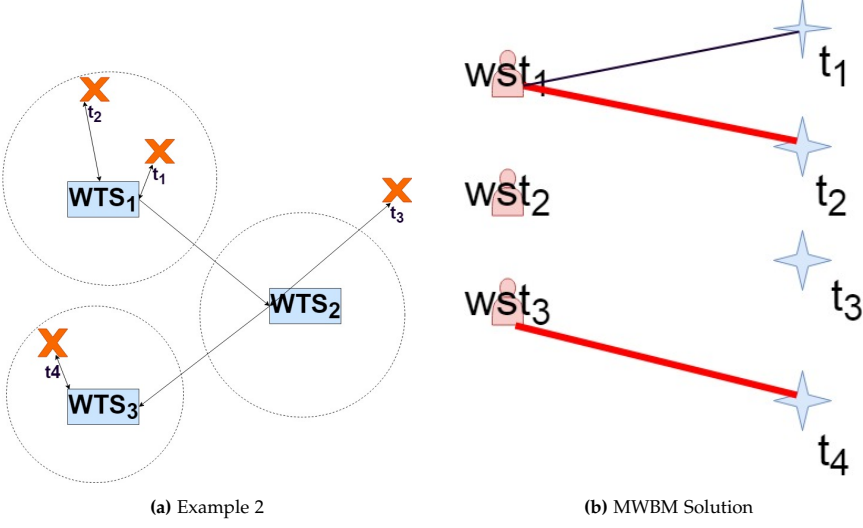 t2
t1
WTS1
t3
WTS2
t4
WTS3
(a) Example 2
wst1
t1
t2
wst2
t3
wst3
t4
(b) MWBM Solution